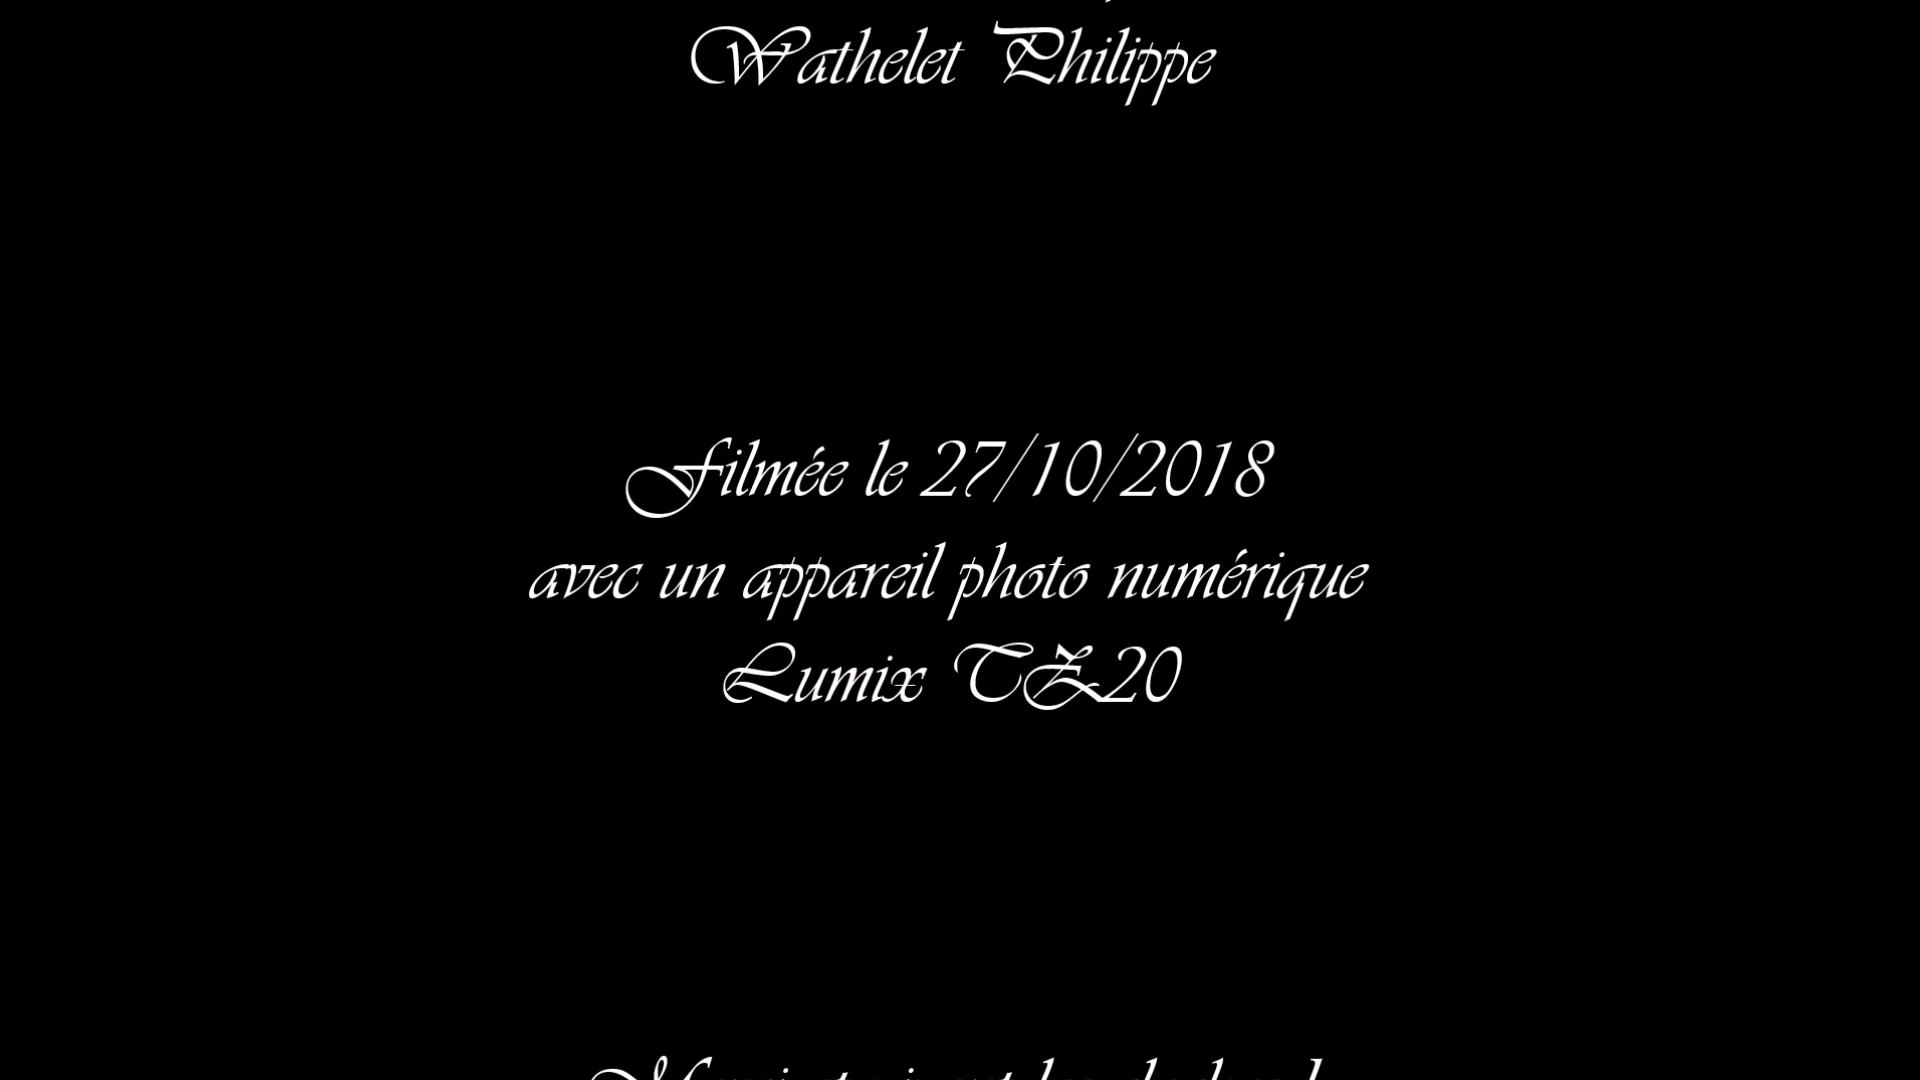 Wathelet Philippe
Filmée le 27/10/2018
avec un appareil photo numérique
Lumix TZ20